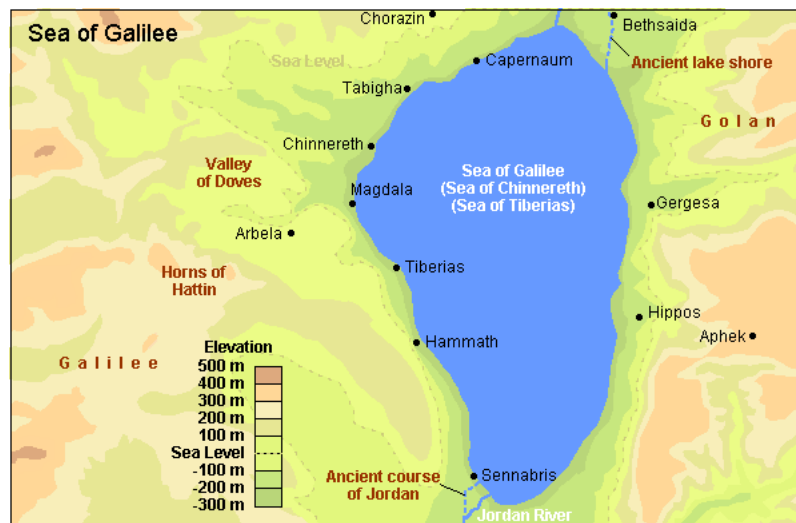 Sea of Galilee
Chorazin
Bethsaida
Sea Level
Capernaum
Ancient lake shore
Tabigha
Golan
Chinnereth
Valley
of Doves
Sea of Galilee
(Sea of Chinnereth)
(Sea of Tiberias)
Magdala
Gergesa
Arbela
Tiberias
Horns of
Hattin
Hippos
Aphek
Hammath
Galilee
Elevation
500 m
400 m
300 m
200 m
100 m
Sea Level
-100 m
-200 m
-300 m
Ancient course
of Jordan
Sennabris
Jordan River